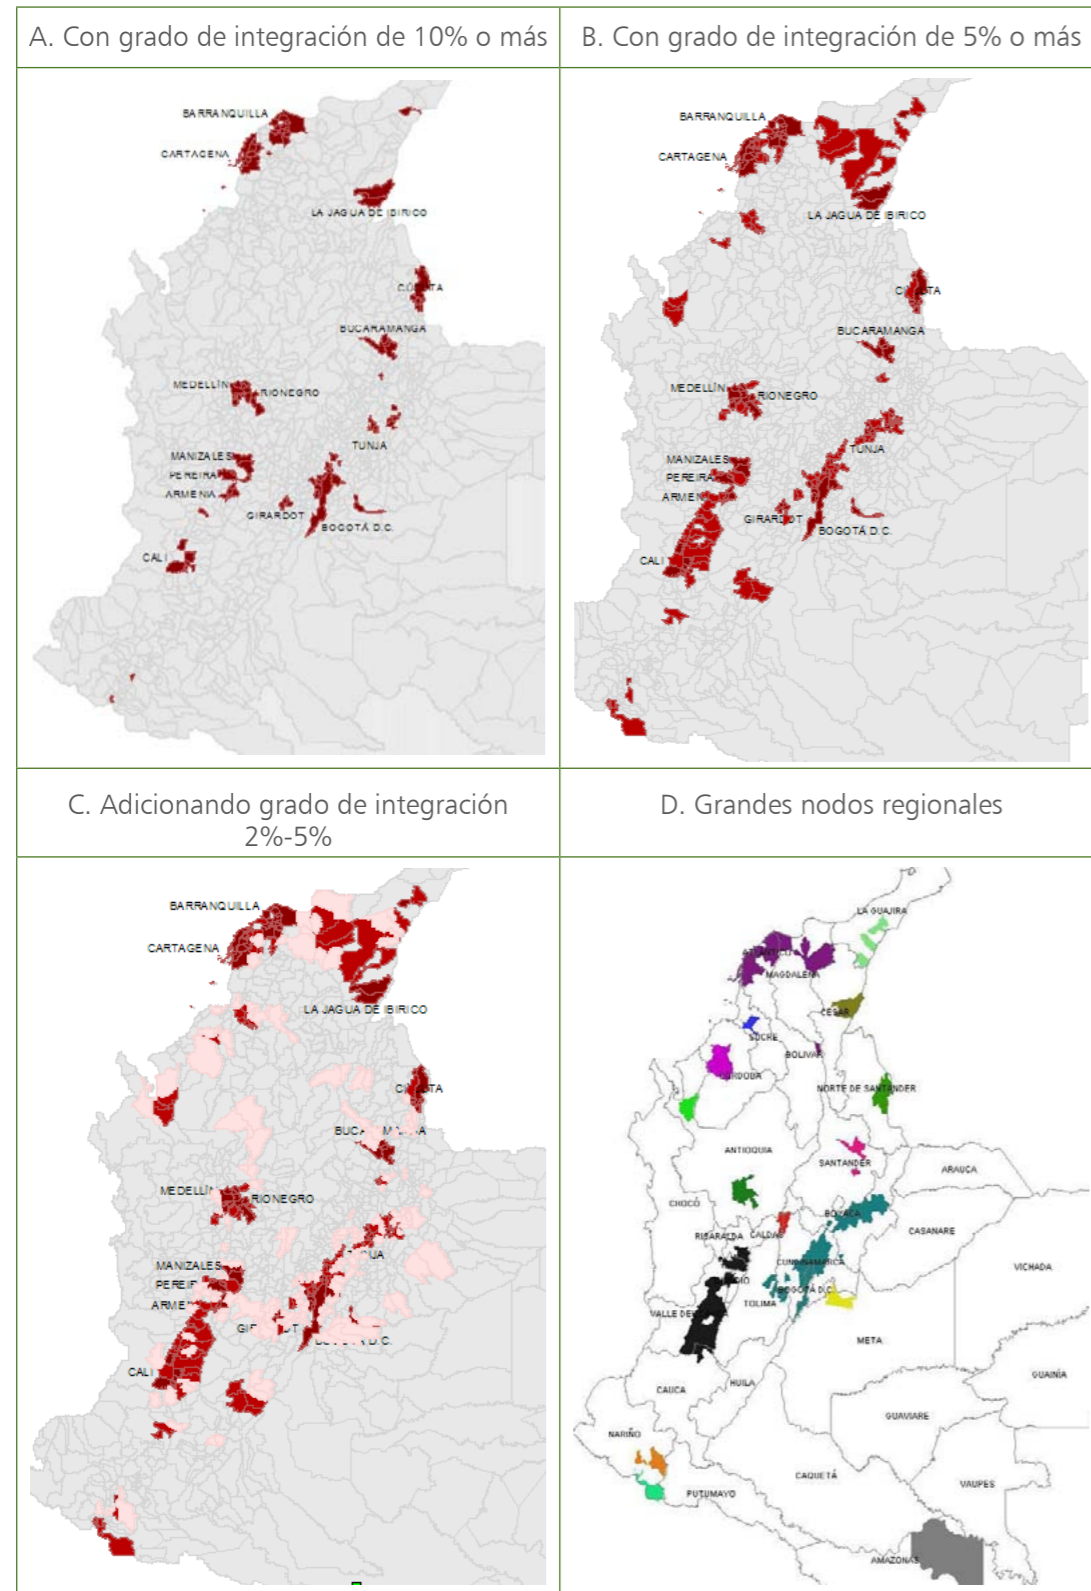 A. Con grado de integración de 10% o más
B. Con grado de integración de 5% o más
BARRANQUILLA
CARTAGENA
LA JAGUA DE IBIRICO
BUCARAMANGA
MEDELLÍN
RIONEGRO
TUNJA
MANIZALES
PEREIRA
ARMENIA
GIRARDOT
BOGOTÁ D.C.
CALI
BARRANQUILLA
CARTAGENA
LA JAGUA DE IBIRICO
BUCARAMANGA
MEDELLÍN
RIONEGRO
TUNJA
MANIZALES
PEREIRA
GIRARDOT
BOGOTÁ D.C.
CALI
C. Adicionando grado de integración
2%-5%
D. Grandes nodos regionales
BARRANQUILLA
CARTAGENA
LA JAGUA DE IBIRICO
RIONEGRO
MANIZALES
CALI
LA GUAJIRA
MAGDALENA
CESAR
SUCRE
BOLIVAR
CORDOBA
NORTE DE SANTANDER
ANTIOQUIA
SANTANDER
ARAUCA
CHOCÓ
BOYACA
CASANARE
RISARALDA
CALDAS
CUNDINAMARCA
VICHADA
BOGOTÁ D.C.
TOLIMA
META
CAUCA
HUILA
GUAINÍA
GUAVIARE
NARIÑO
CAQUETÁ
VAUPES
PUTUMAYO
AMAZONAS